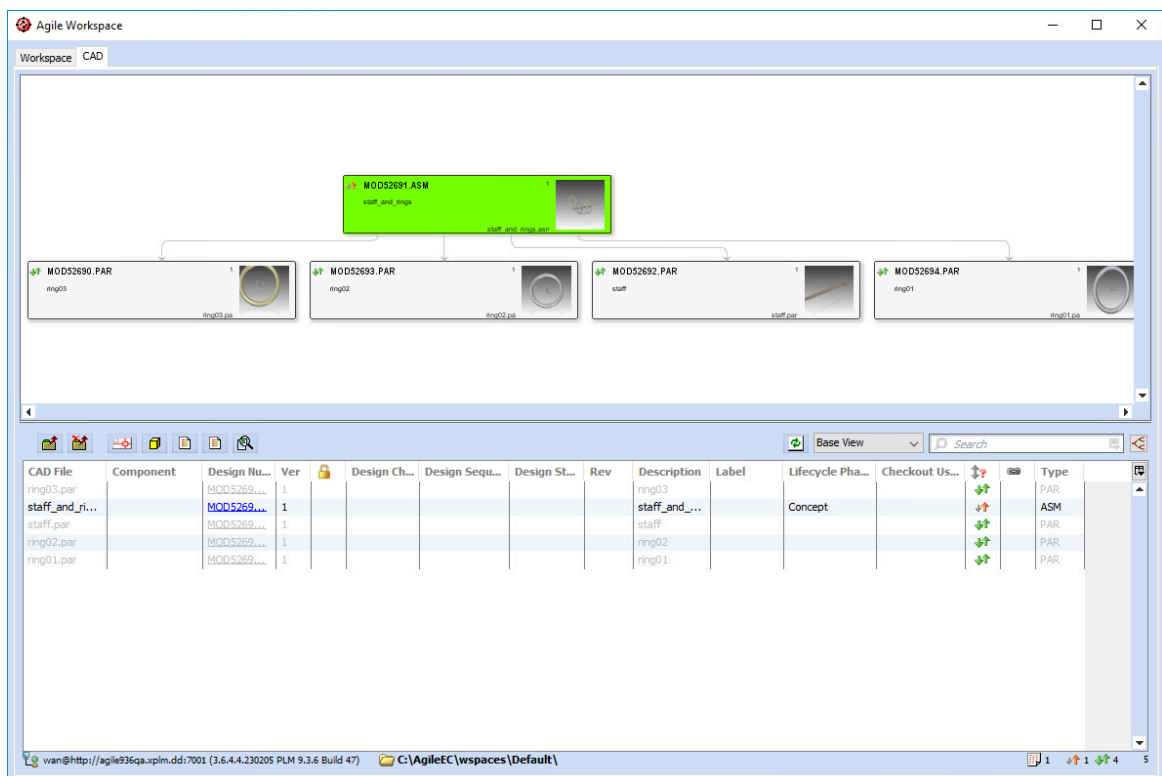 Agile Workspace
Workspace CAD
MOD52691.ASM 1
staff_and_rings
staff_and_rings.asm
MOD52690.PAR 1
ring03
ring03.pa
MOD52693.PAR 1
ring02
ring02.pa
MOD52692.PAR 1
staff
staff.par
MOD52694.PAR 1
ring01
ring01.pa
Base View Search
CAD File Component Design Nu... Ver Design Ch... Design Sequ... Design St... Rev Description Label Lifecycle Pha... Checkout Us... Type
ring03.par MOD5269... 1 ring03 PAR
staff_and_ri... MOD5269... 1 staff_and_... Concept ASM
staff.par MOD5269... 1 staff PAR
ring02.par MOD5269... 1 ring02 PAR
ring01.par MOD5269... 1 ring01 PAR
wan@http://agile936qa.xplm.dd:7001 (3.6.4.4.230205 PLM 9.3.6 Build 47) C:\AgileEC\wspaces\Default\ 1 1 4 5